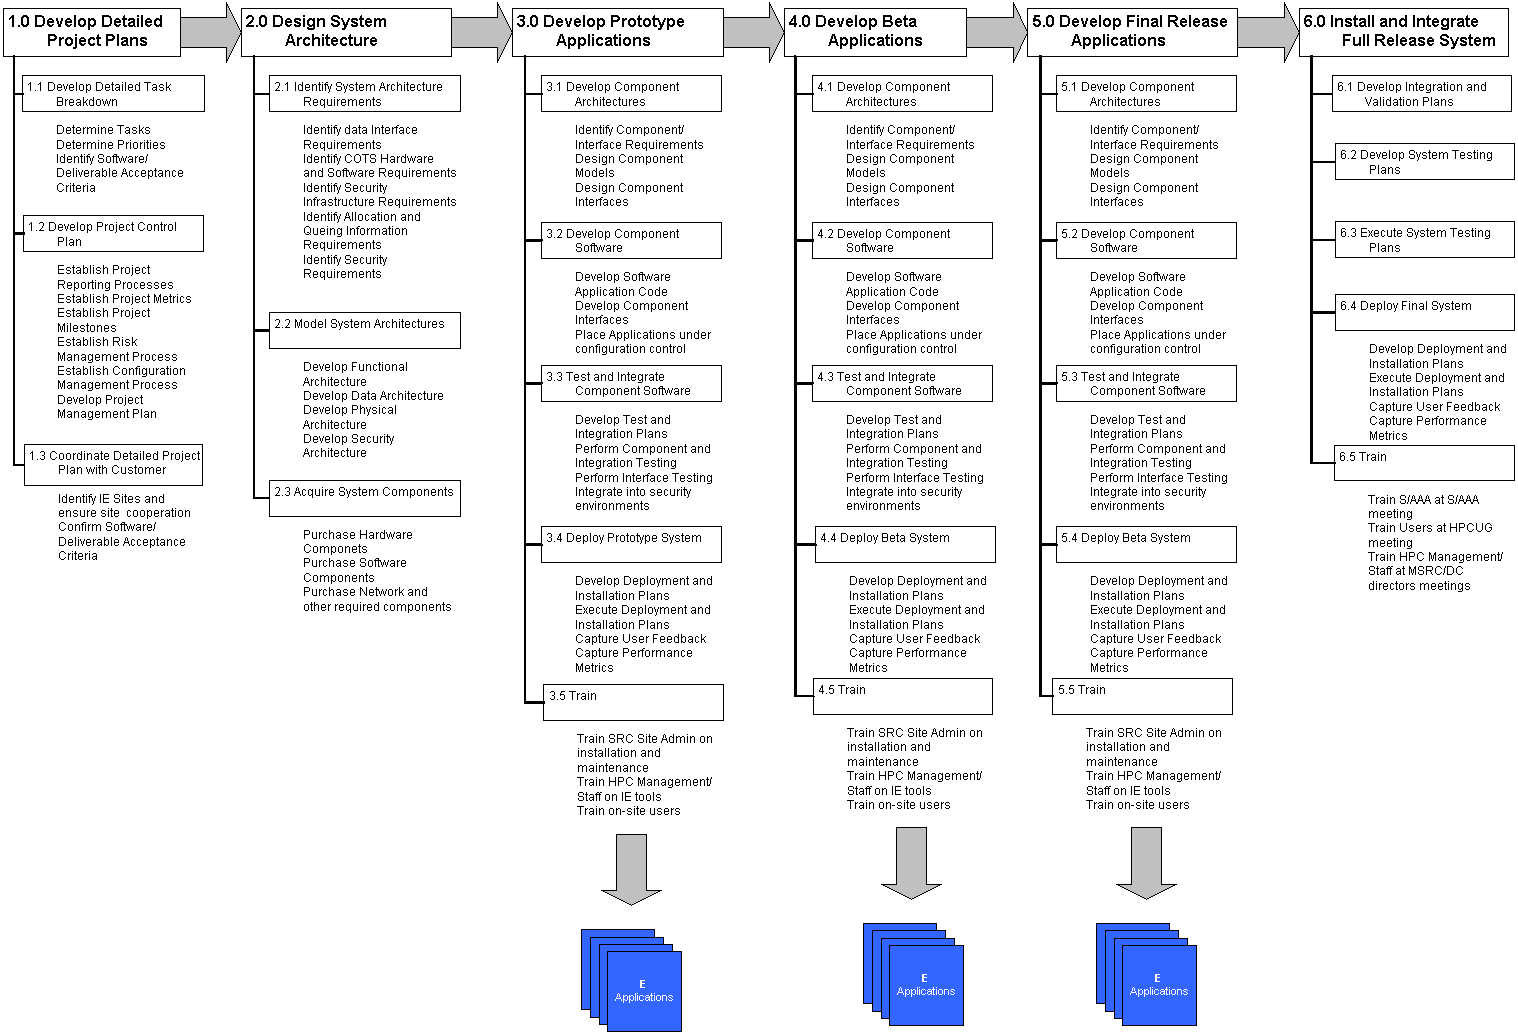 1.0 Develop Detailed
Project Plans
1.1 Develop Detailed Task
Breakdown
Determine Tasks
Determine Priorities
Identify Software/
Deliverable Acceptance
Criteria
1.2 Develop Project Control
Plan
Establish Project
Reporting Processes
Establish Project Metrics
Establish Project
Milestones
Establish Risk
Management Process
Establish Configuration
Management Process
Develop Project
Management Plan
1.3 Coordinate Detailed Project
Plan with Customer
Identify IE Sites and
ensure site cooperation
Confirm Software/
Deliverable Acceptance
Criteria
2.0 Design System
Architecture
2.1 Identify System Architecture
Requirements
Identify data Interface
Requirements
Identify COTS Hardware
and Software Requirements
Identify Security
Infrastructure Requirements
Identify Allocation and
Queing Information
Requirements
Identify Security
Requirements
2.2 Model System Architectures
Develop Functional
Architecture
Develop Data Architecture
Develop Physical
Architecture
Develop Security
Architecture
2.3 Acquire System Components
Purchase Hardware
Componets
Purchase Software
Components
Purchase Network and
other required components
3.0 Develop Prototype
Applications
3.1 Develop Component
Architectures
Identify Component/
Interface Requirements
Design Component
Models
Design Component
Interfaces
3.2 Develop Component
Software
Develop Software
Application Code
Develop Component
Interfaces
Place Applications under
configuration control
3.3 Test and Integrate
Component Software
Develop Test and
Integration Plans
Perform Component and
Integration Testing
Perform Interface Testing
Integrate into security
environments
3.4 Deploy Prototype System
Develop Deployment and
Installation Plans
Execute Deployment and
Installation Plans
Capture User Feedback
Capture Performance
Metrics
3.5 Train
Train SRC Site Admin on
installation and
maintenance
Train HPC Management/
Staff on IE tools
Train on-site users
E
Applications
4.0 Develop Beta
Applications
4.1 Develop Component
Architectures
Identify Component/
Interface Requirements
Design Component
Models
Design Component
Interfaces
4.2 Develop Component
Software
Develop Software
Application Code
Develop Component
Interfaces
Place Applications under
configuration control
4.3 Test and Integrate
Component Software
Develop Test and
Integration Plans
Perform Component and
Integration Testing
Perform Interface Testing
Integrate into security
environments
4.4 Deploy Beta System
Develop Deployment and
Installation Plans
Execute Deployment and
Installation Plans
Capture User Feedback
Capture Performance
Metrics
4.5 Train
Train SRC Site Admin on
installation and
maintenance
Train HPC Management/
Staff on IE tools
Train on-site users
E
Applications
5.0 Develop Final Release
Applications
5.1 Develop Component
Architectures
Identify Component/
Interface Requirements
Design Component
Models
Design Component
Interfaces
5.2 Develop Component
Software
Develop Software
Application Code
Develop Component
Interfaces
Place Applications under
configuration control
5.3 Test and Integrate
Component Software
Develop Test and
Integration Plans
Perform Component and
Integration Testing
Perform Interface Testing
Integrate into security
environments
5.4 Deploy Beta System
Develop Deployment and
Installation Plans
Execute Deployment and
Installation Plans
Capture User Feedback
Capture Performance
Metrics
5.5 Train
Train SRC Site Admin on
installation and
maintenance
Train HPC Management/
Staff on IE tools
Train on-site users
E
Applications
6.0 Install and Integrate
Full Release System
6.1 Develop Integration and
Validation Plans
6.2 Develop System Testing
Plans
6.3 Execute System Testing
Plans
6.4 Deploy Final System
Develop Deployment and
Installation Plans
Execute Deployment and
Installation Plans
Capture User Feedback
Capture Performance
Metrics
6.5 Train
Train S/AAA at S/AAA
meeting
Train Users at HPCUG
meeting
Train HPC Management/
Staff at MSRC/DC
directors meetings